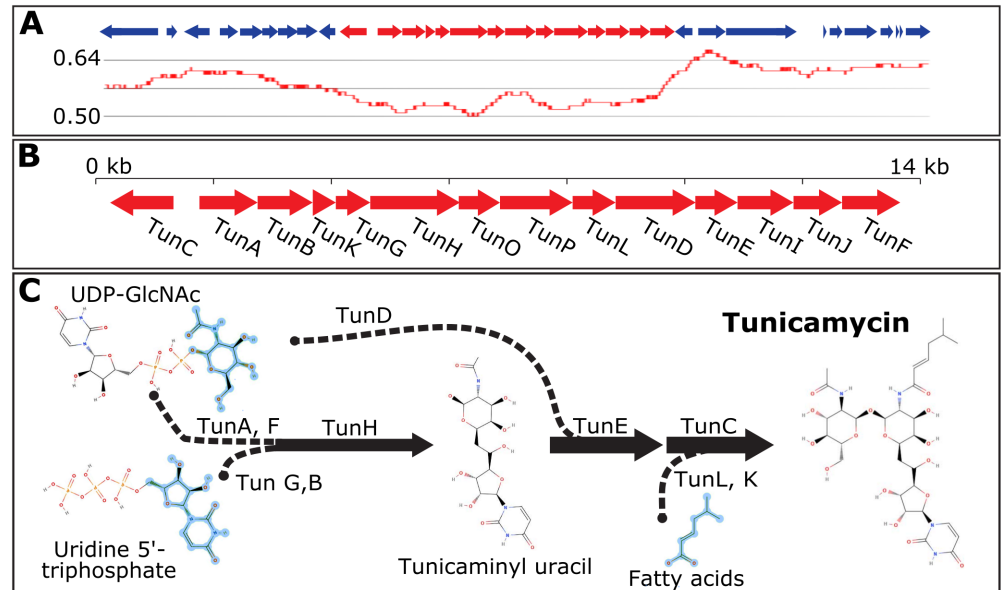 A
0.64
0.50
B
0 kb
14 kb
TunC
TunA
TunB
TunK
TunG
TunH
TunO
TunP
TunL
TunD
TunE
TunI
TunJ
TunF
C
UDP-GlcNAc
TunD
Tunicamycin
TunA, F
TunH
TunE
TunC
Tun G,B
TunL, K
Uridine 5'-
triphosphate
Tunicaminyl uracil
Fatty acids